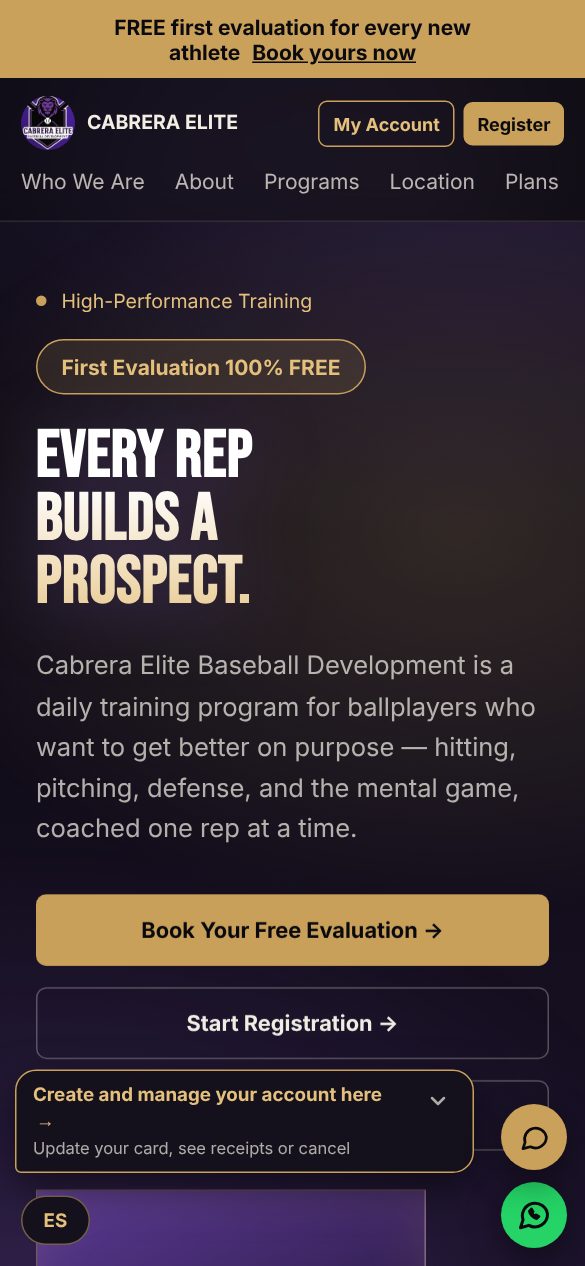 FREE first evaluation for every new
athlete Book yours now
CABRERA ELITE
CABRERA ELITE
My Account
Register
Who We Are
About
Programs
Location
Plans
High-Performance Training
First Evaluation 100% FREE
EVERY REP
BUILDS A
PROSPECT.
Cabrera Elite Baseball Development is a
daily training program for ballplayers who
want to get better on purpose — hitting,
pitching, defense, and the mental game,
coached one rep at a time.
Book Your Free Evaluation →
Start Registration →
Create and manage your account here
→
Update your card, see receipts or cancel
ES